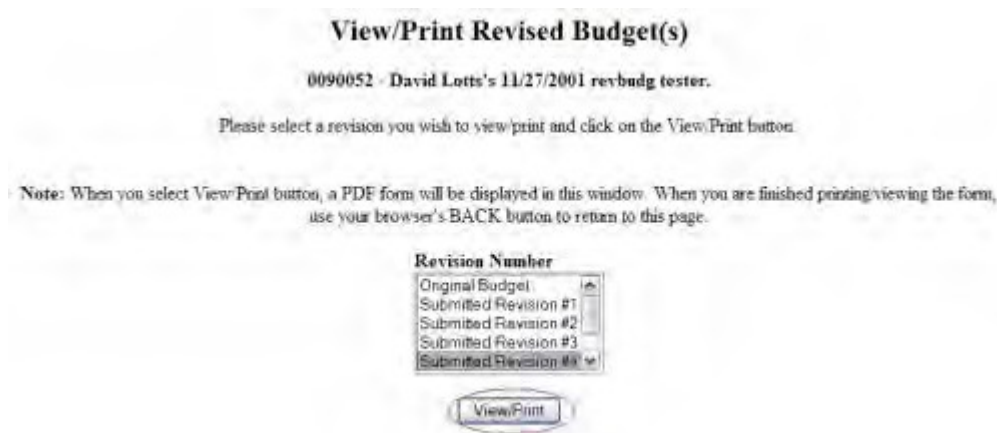 View/Print Revised Budget(s)
0090052 - David Lotts's 11/27/2001 revbudg tester.
Please select a revision you wish to view/print and click on the View/Print button
Note: When you select View/Print button, a PDF form will be displayed in this window. When you are finished printing/viewing the form,
use your browser's BACK button to return to this page.
Revision Number
Original Budget
Submitted Revision #1
Submitted Revision #2
Submitted Revision #3
Submitted Revision #4
View/Print